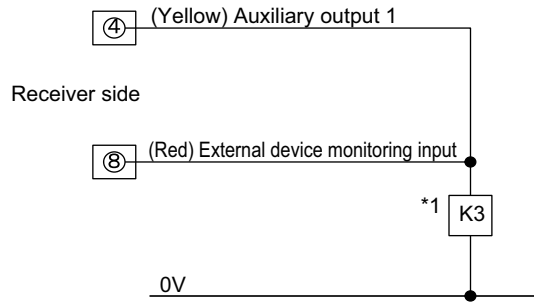 ④ (Yellow) Auxiliary output 1
Receiver side
⑧ (Red) External device monitoring input
*1 K3
0V